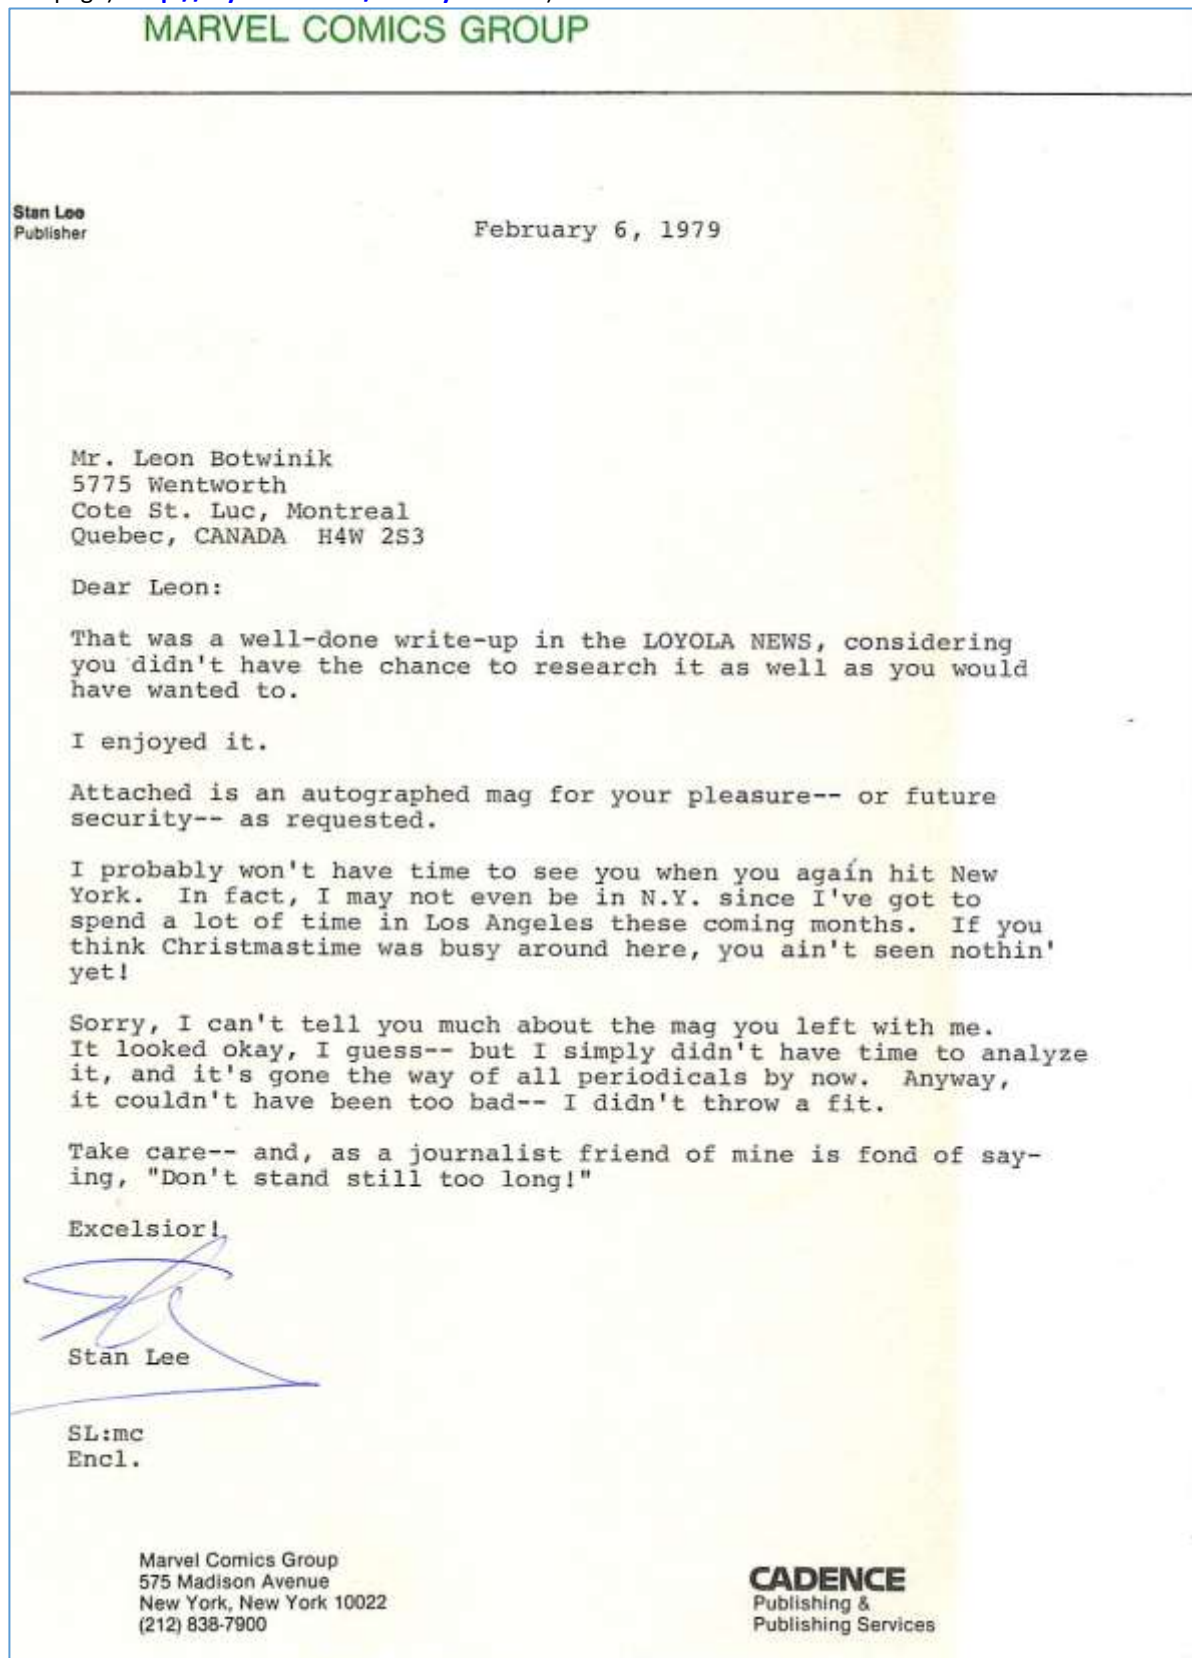 MARVEL COMICS GROUP
Stan Lee
Publisher
February 6, 1979
Mr. Leon Botwinik
5775 Wentworth
Cote St. Luc, Montreal
Quebec, CANADA  H4W 2S3
Dear Leon:
That was a well-done write-up in the LOYOLA NEWS, considering
you didn't have the chance to research it as well as you would
have wanted to.
I enjoyed it.
Attached is an autographed mag for your pleasure-- or future
security-- as requested.
I probably won't have time to see you when you again hit New
York.  In fact, I may not even be in N.Y. since I've got to
spend a lot of time in Los Angeles these coming months.  If you
think Christmastime was busy around here, you ain't seen nothin'
yet!
Sorry, I can't tell you much about the mag you left with me.
It looked okay, I guess-- but I simply didn't have time to analyze
it, and it's gone the way of all periodicals by now.  Anyway,
it couldn't have been too bad-- I didn't throw a fit.
Take care-- and, as a journalist friend of mine is fond of say-
ing, "Don't stand still too long!"
Excelsior!
Stan Lee
SL:mc
Encl.
Marvel Comics Group
575 Madison Avenue
New York, New York 10022
(212) 838-7900
CADENCE
Publishing &
Publishing Services